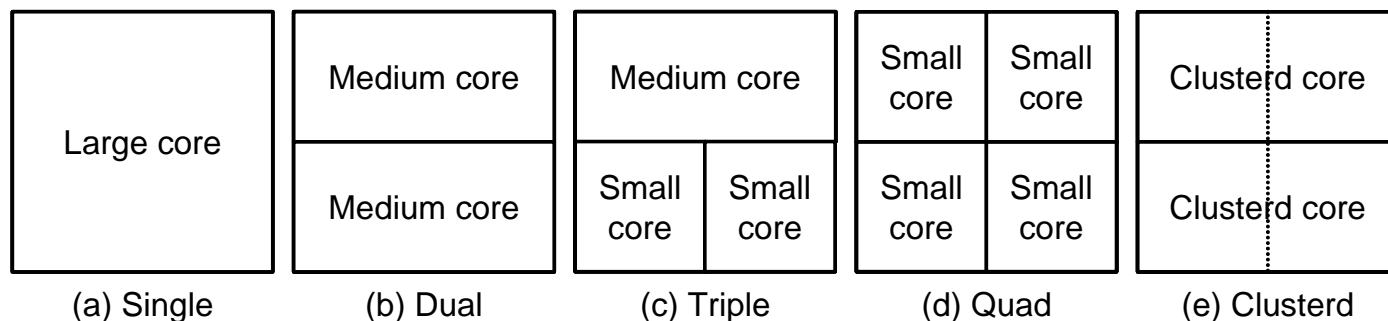 Large core
(a) Single
Medium core
Medium core
(b) Dual
Medium core
Small
core
Small
core
(c) Triple
Small
core
Small
core
Small
core
Small
core
(d) Quad
Clusterd core
Clusterd core
(e) Clusterd